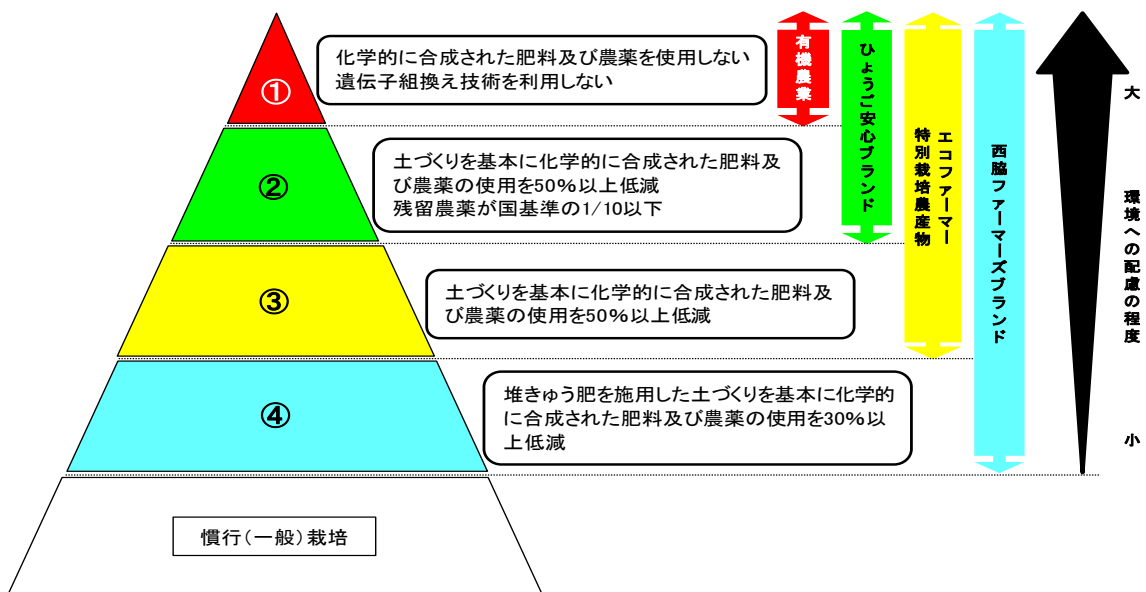 ①
化学的に合成された肥料及び農薬を使用しない
遺伝子組換え技術を利用しない
②
土づくりを基本に化学的に合成された肥料及
び農薬の使用を50%以上低減
残留農薬が国基準の1/10以下
③
土づくりを基本に化学的に合成された肥料及
び農薬の使用を50%以上低減
④
堆きゅう肥を施用した土づくりを基本に化学的
に合成された肥料及び農薬の使用を30%以
上低減
慣行(一般)栽培
有機農業
ひょうご安心ブランド
エコファーマー
特別栽培農産物
西脇ファーマーズブランド
大
環境への配慮の程度
小